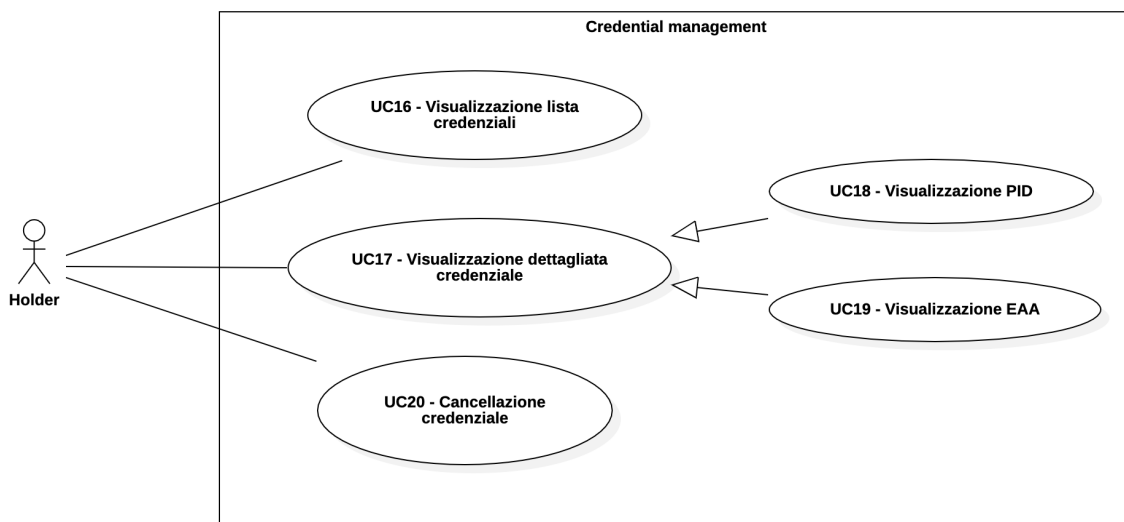 Credential management
UC16 - Visualizzazione lista
credenziali
UC18 - Visualizzazione PID
UC17 - Visualizzazione dettagliata
credenziale
Holder
UC19 - Visualizzazione EAA
UC20 - Cancellazione
credenziale